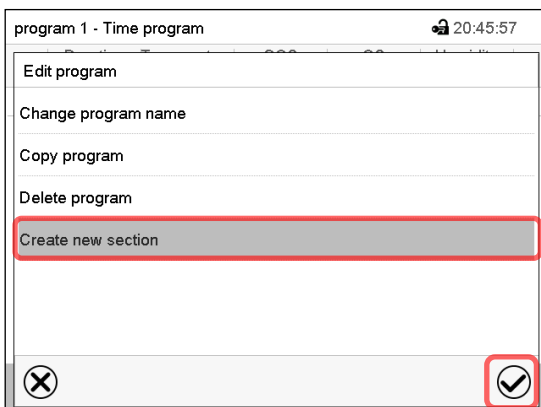 program 1 - Time program 20:45:57
Edit program
Change program name
Copy program
Delete program
Create new section